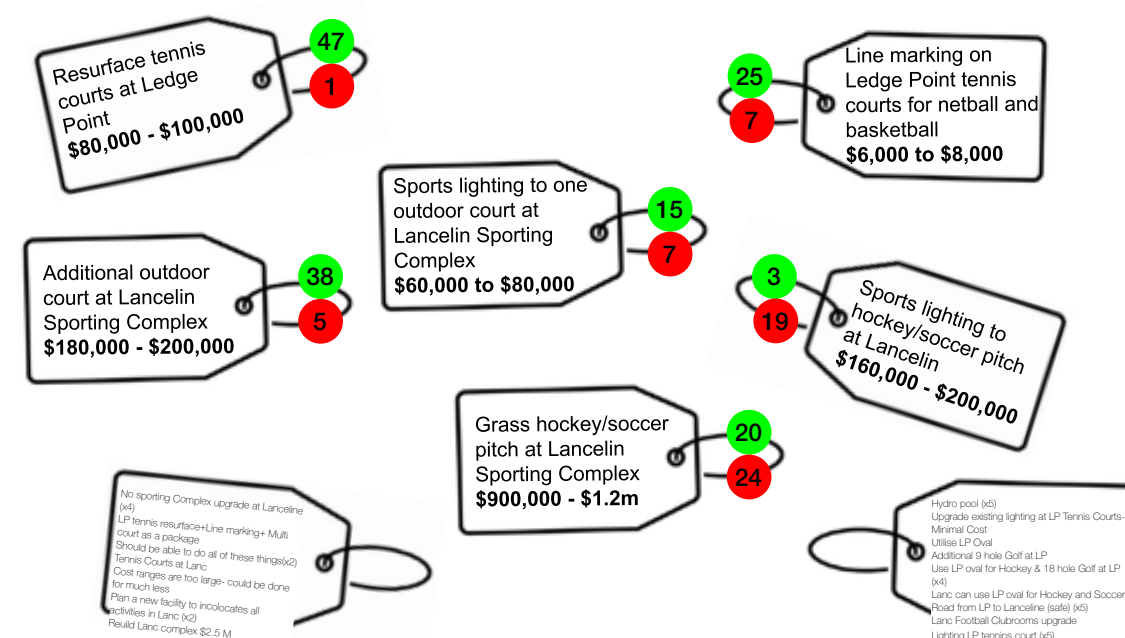 Resurface tennis
courts at Ledge
Point
$80,000 - $100,000
47
1
Line marking on
Ledge Point tennis
courts for netball and
basketball
$6,000 to $8,000
25
7
Sports lighting to one
outdoor court at
Lancelin Sporting
Complex
$60,000 to $80,000
15
7
Additional outdoor
court at Lancelin
Sporting Complex
$180,000 - $200,000
38
5
Sports lighting to
hockey/soccer pitch
at Lancelin
$160,000 - $200,000
3
19
Grass hockey/soccer
pitch at Lancelin
Sporting Complex
$900,000 - $1.2m
20
24
No sporting Complex upgrade at Lanceline
(x4)
LP tennis resurface+Line marking+ Multi
court as a package
Should be able to do all of these things(x2)
Tennis Courts at Lanc
Cost ranges are too large- could be done
for much less
Plan a new facility to incolocates all
activities in Lanc (x2)
Reuild Lanc complex $2.5 M
Hydro pool (x5)
Upgrade existing lighting at LP Tennis Courts-
Minimal Cost
Utilise LP Oval
Additional 9 hole Golf at LP
Use LP oval for Hockey & 18 hole Golf at LP
(x4)
Lanc can use LP oval for Hockey and Soccer
Road from LP to Lanceline (safe) (x5)
Lanc Football Clubrooms upgrade
Lighting LP tennins court (x5)